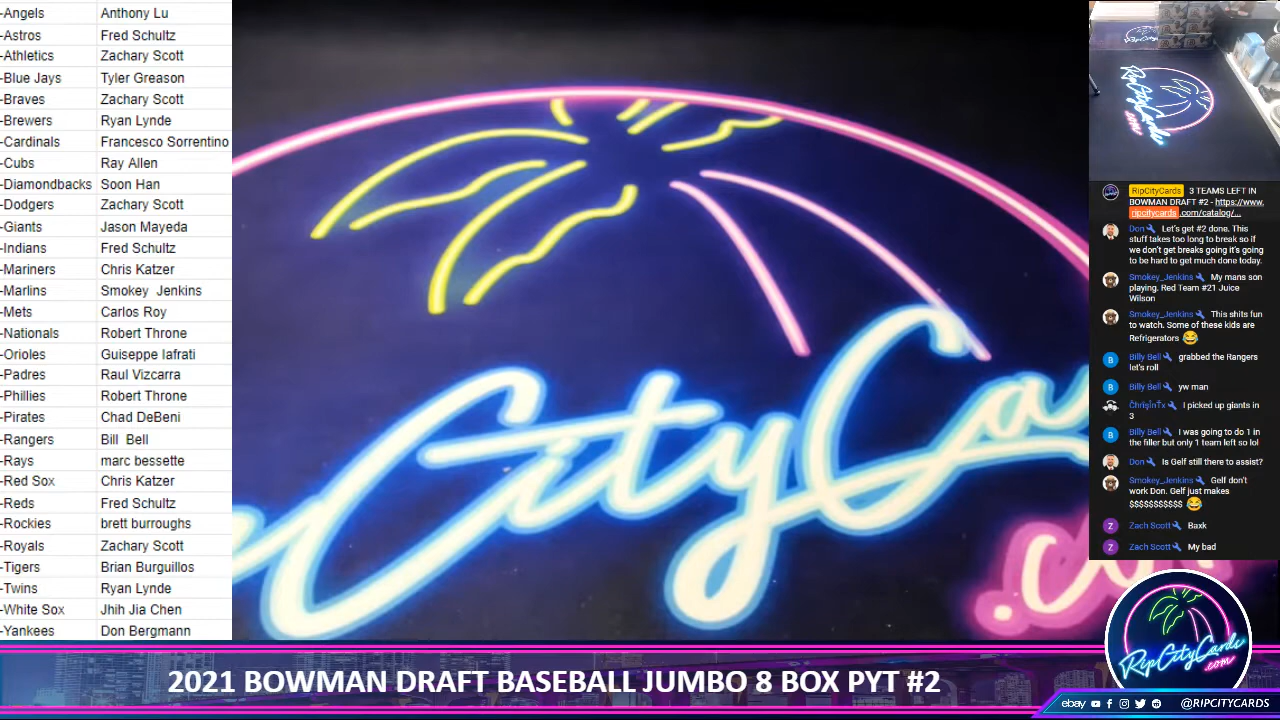 -Angels Anthony Lu
-Astros Fred Schultz
-Athletics Zachary Scott
-Blue Jays Tyler Greason
-Braves Zachary Scott
-Brewers Ryan Lynde
-Cardinals Francesco Sorrentino
-Cubs Ray Allen
-Diamondbacks Soon Han
-Dodgers Zachary Scott
-Giants Jason Mayeda
-Indians Fred Schultz
-Mariners Chris Katzer
-Marlins Smokey Jenkins
-Mets Carlos Roy
-Nationals Robert Throne
-Orioles Guiseppe Iafrati
-Padres Raul Vizcarra
-Phillies Robert Throne
-Pirates Chad DeBeni
-Rangers Bill Bell
-Rays marc bessette
-Red Sox Chris Katzer
-Reds Fred Schultz
-Rockies brett burroughs
-Royals Zachary Scott
-Tigers Brian Burguillos
-Twins Ryan Lynde
-White Sox Jhih Jia Chen
-Yankees Don Bergmann
CityCa
.co
RipCityCards
.com
RipCityCards 3 TEAMS LEFT IN
BOWMAN DRAFT #2 - https://www.
ripcitycards.com/catalog/...
Don Let's get #2 done. This
stuff takes too long to break so if
we don't get breaks going it's going
to be hard to get much done today.
Smokey_Jenkins My mans son
playing. Red Team #21 Juice
Wilson
Smokey_Jenkins This shits fun
to watch. Some of these kids are
Refrigerators 😂
B Billy Bell grabbed the Rangers
let's roll
B Billy Bell yw man
I picked up giants in
3
B Billy Bell I was going to do 1 in
the filler but only 1 team left so lol
Don Is Gelf still there to assist?
Smokey_Jenkins Gelf don't
work Don. Gelf just makes
$$$$$$$$$$$ 😂
Z Zach Scott Baxk
Z Zach Scott My bad
RipCityCards
.com
2021 BOWMAN DRAFT BASEBALL JUMBO 8 BOX PYT #2
ebay @RIPCITYCARDS